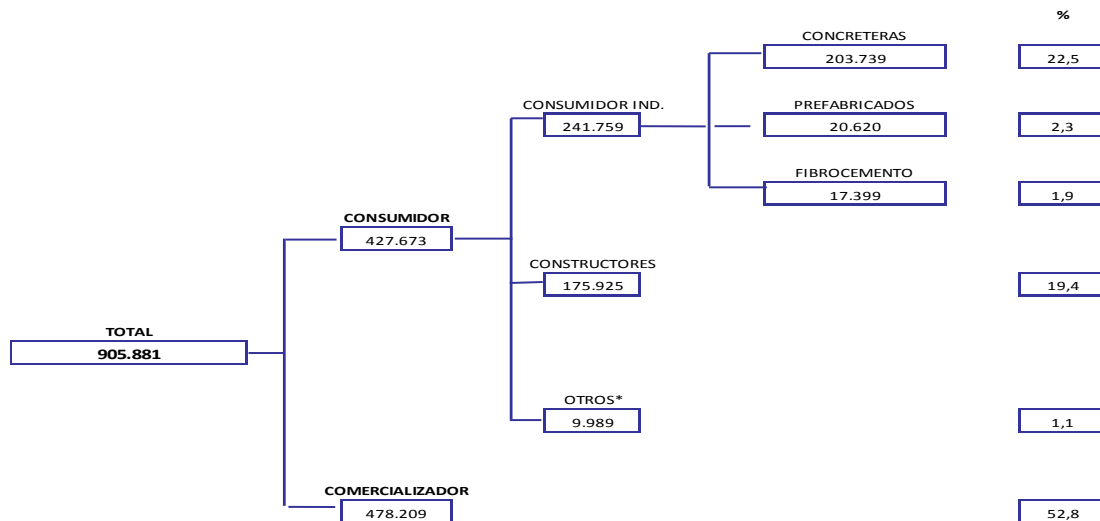 %
CONCRETERAS
203.739 22,5
CONSUMIDOR IND. PREFABRICADOS
241.759 20.620 2,3
FIBROCEMENTO
17.399 1,9
CONSUMIDOR
427.673
CONSTRUCTORES
175.925 19,4
TOTAL
905.881
OTROS*
9.989 1,1
COMERCIALIZADOR
478.209 52,8